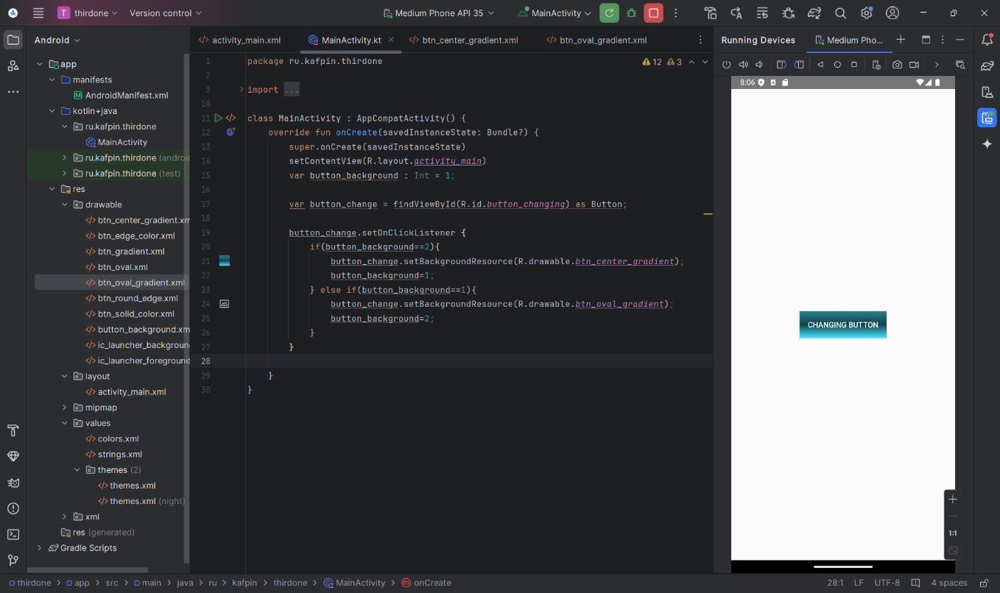 T thirdone Version control Medium Phone API 35 MainActivity
Android
activity_main.xml MainActivity.kt btn_center_gradient.xml btn_oval_gradient.xml
Running Devices Medium Pho...
app
manifests
AndroidManifest.xml
kotlin+java
ru.kafpin.thirdone
MainActivity
ru.kafpin.thirdone (androi
ru.kafpin.thirdone (test)
res
drawable
btn_center_gradient.xm
btn_edge_color.xml
btn_gradient.xml
btn_oval.xml
btn_oval_gradient.xml
btn_round_edge.xml
btn_solid_color.xml
button_background.xm
ic_launcher_backgroun
ic_launcher_foreground
layout
activity_main.xml
mipmap
values
colors.xml
strings.xml
themes (2)
themes.xml
themes.xml (night)
xml
res (generated)
Gradle Scripts
12 3
1 package ru.kafpin.thirdone
2
3 import ...
10
11 class MainActivity : AppCompatActivity() {
12 override fun onCreate(savedInstanceState: Bundle?) {
13 super.onCreate(savedInstanceState)
14 setContentView(R.layout.activity_main)
15 var button_background : Int = 1;
16
17 var button_change = findViewById(R.id.button_changing) as Button;
18
19 button_change.setOnClickListener {
20 if(button_background==2){
21 button_change.setBackgroundResource(R.drawable.btn_center_gradient);
22 button_background=1;
23 } else if(button_background==1){
24 button_change.setBackgroundResource(R.drawable.btn_oval_gradient);
25 button_background=2;
26 }
27 }
28
29 }
30 }
8:06
CHANGING BUTTON
1:1
thirdone > app > src > main > java > ru > kafpin > thirdone > MainActivity > onCreate
28:1 LF UTF-8 4 spaces